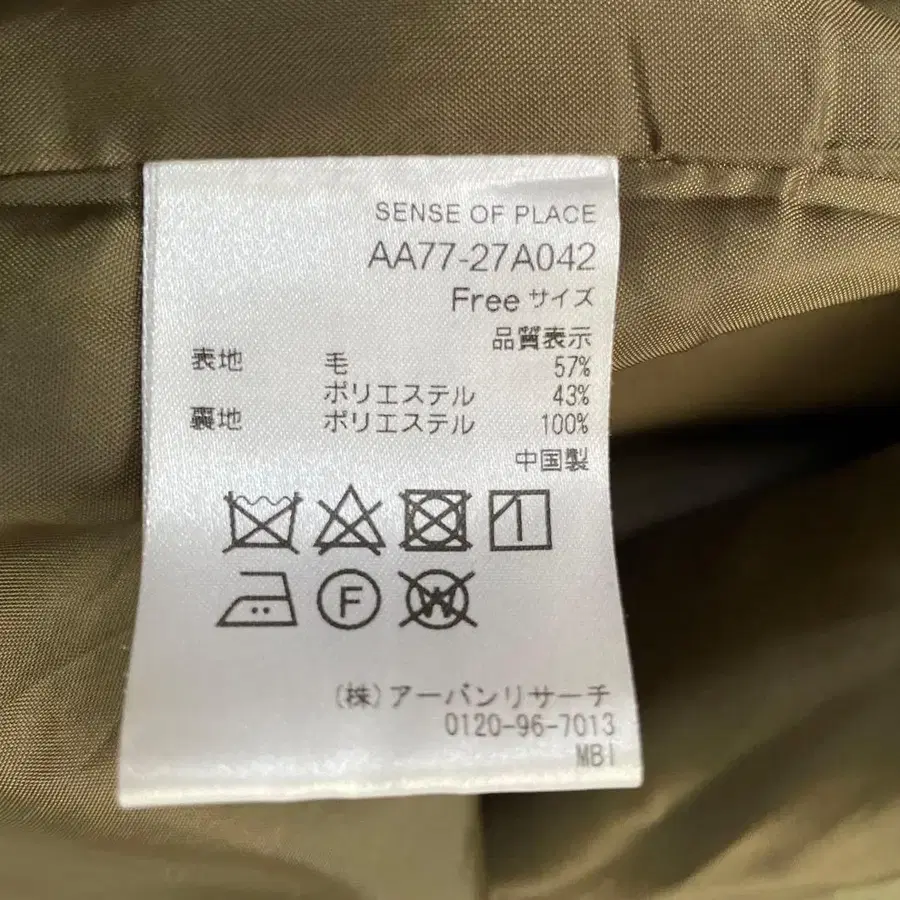 SENSE OF PLACE
AA77-27A042
Free サイズ
品質表示
表地 毛 57%
ポリエステル 43%
裏地 ポリエステル 100%
中国製
F W
(株)アーバンリサーチ
0120-96-7013
MBI